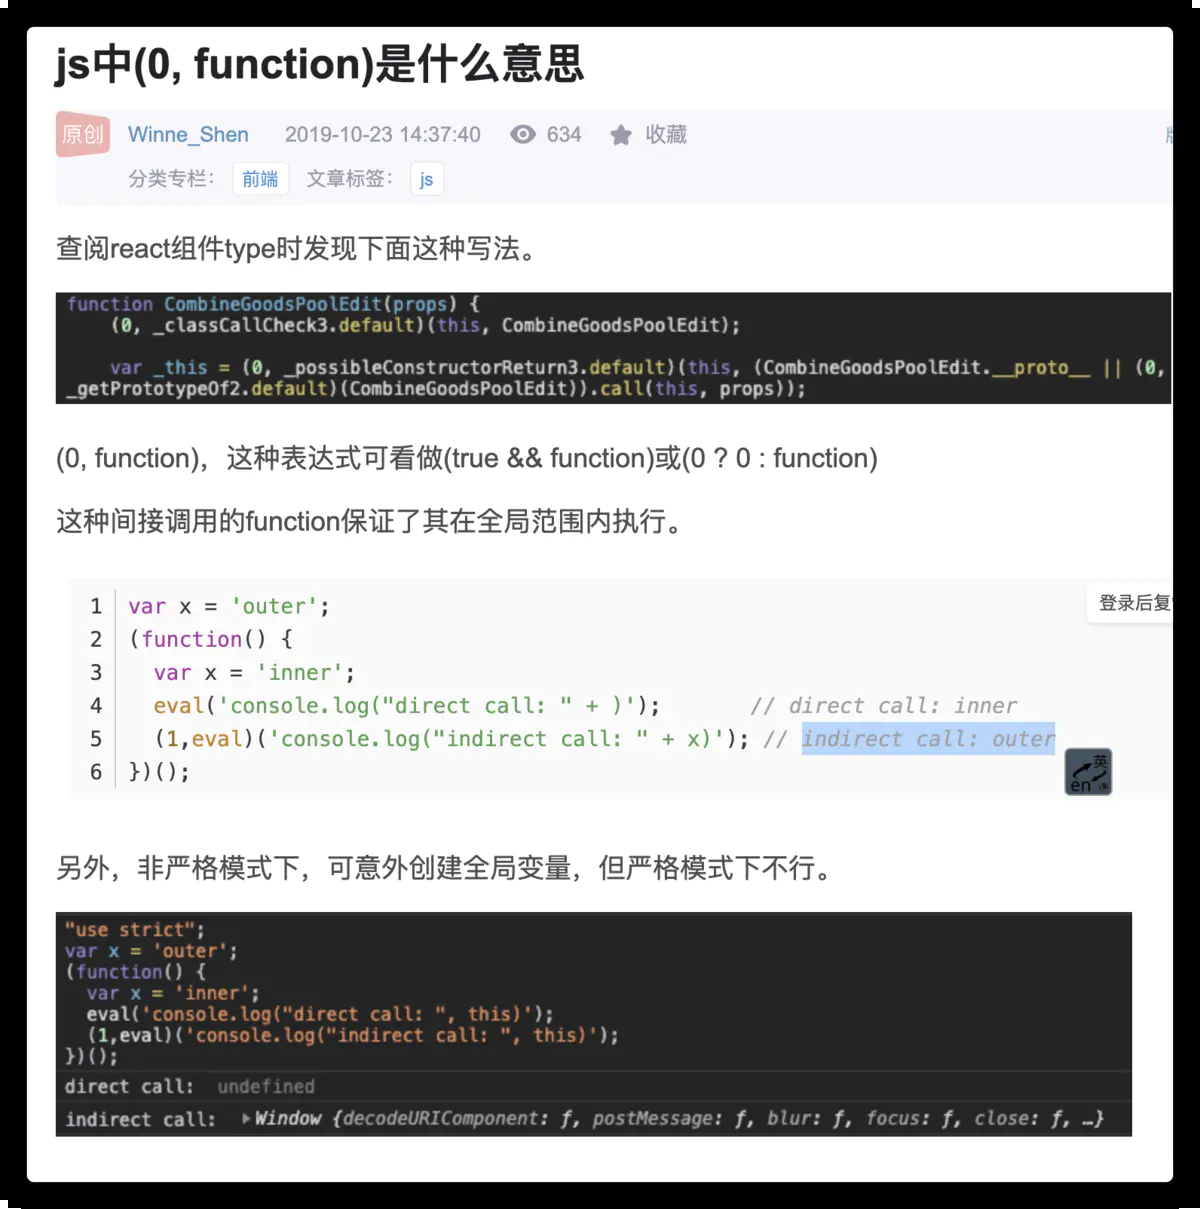 js中(0, function)是什么意思
原创 Winne_Shen 2019-10-23 14:37:40 634 收藏
分类专栏： 前端 文章标签： js
查阅react组件type时发现下面这种写法。
function CombineGoodsPoolEdit(props) {
(0, _classCallCheck3.default)(this, CombineGoodsPoolEdit);
var _this = (0, _possibleConstructorReturn3.default)(this, (CombineGoodsPoolEdit.__proto__ || (0,
_getPrototypeOf2.default)(CombineGoodsPoolEdit)).call(this, props));
(0, function)，这种表达式可看做(true && function)或(0 ? 0 : function)
这种间接调用的function保证了其在全局范围内执行。
登录后复
1 var x = 'outer';
2 (function() {
3 var x = 'inner';
4 eval('console.log("direct call: " + )'); // direct call: inner
5 (1,eval)('console.log("indirect call: " + x)'); // indirect call: outer
6 })();
英
en
另外，非严格模式下，可意外创建全局变量，但严格模式下不行。
"use strict";
var x = 'outer';
(function() {
var x = 'inner';
eval('console.log("direct call: ", this)');
(1,eval)('console.log("indirect call: ", this)');
})();
direct call: undefined
indirect call: ▸Window {decodeURIComponent: ƒ, postMessage: ƒ, blur: ƒ, focus: ƒ, close: ƒ, …}